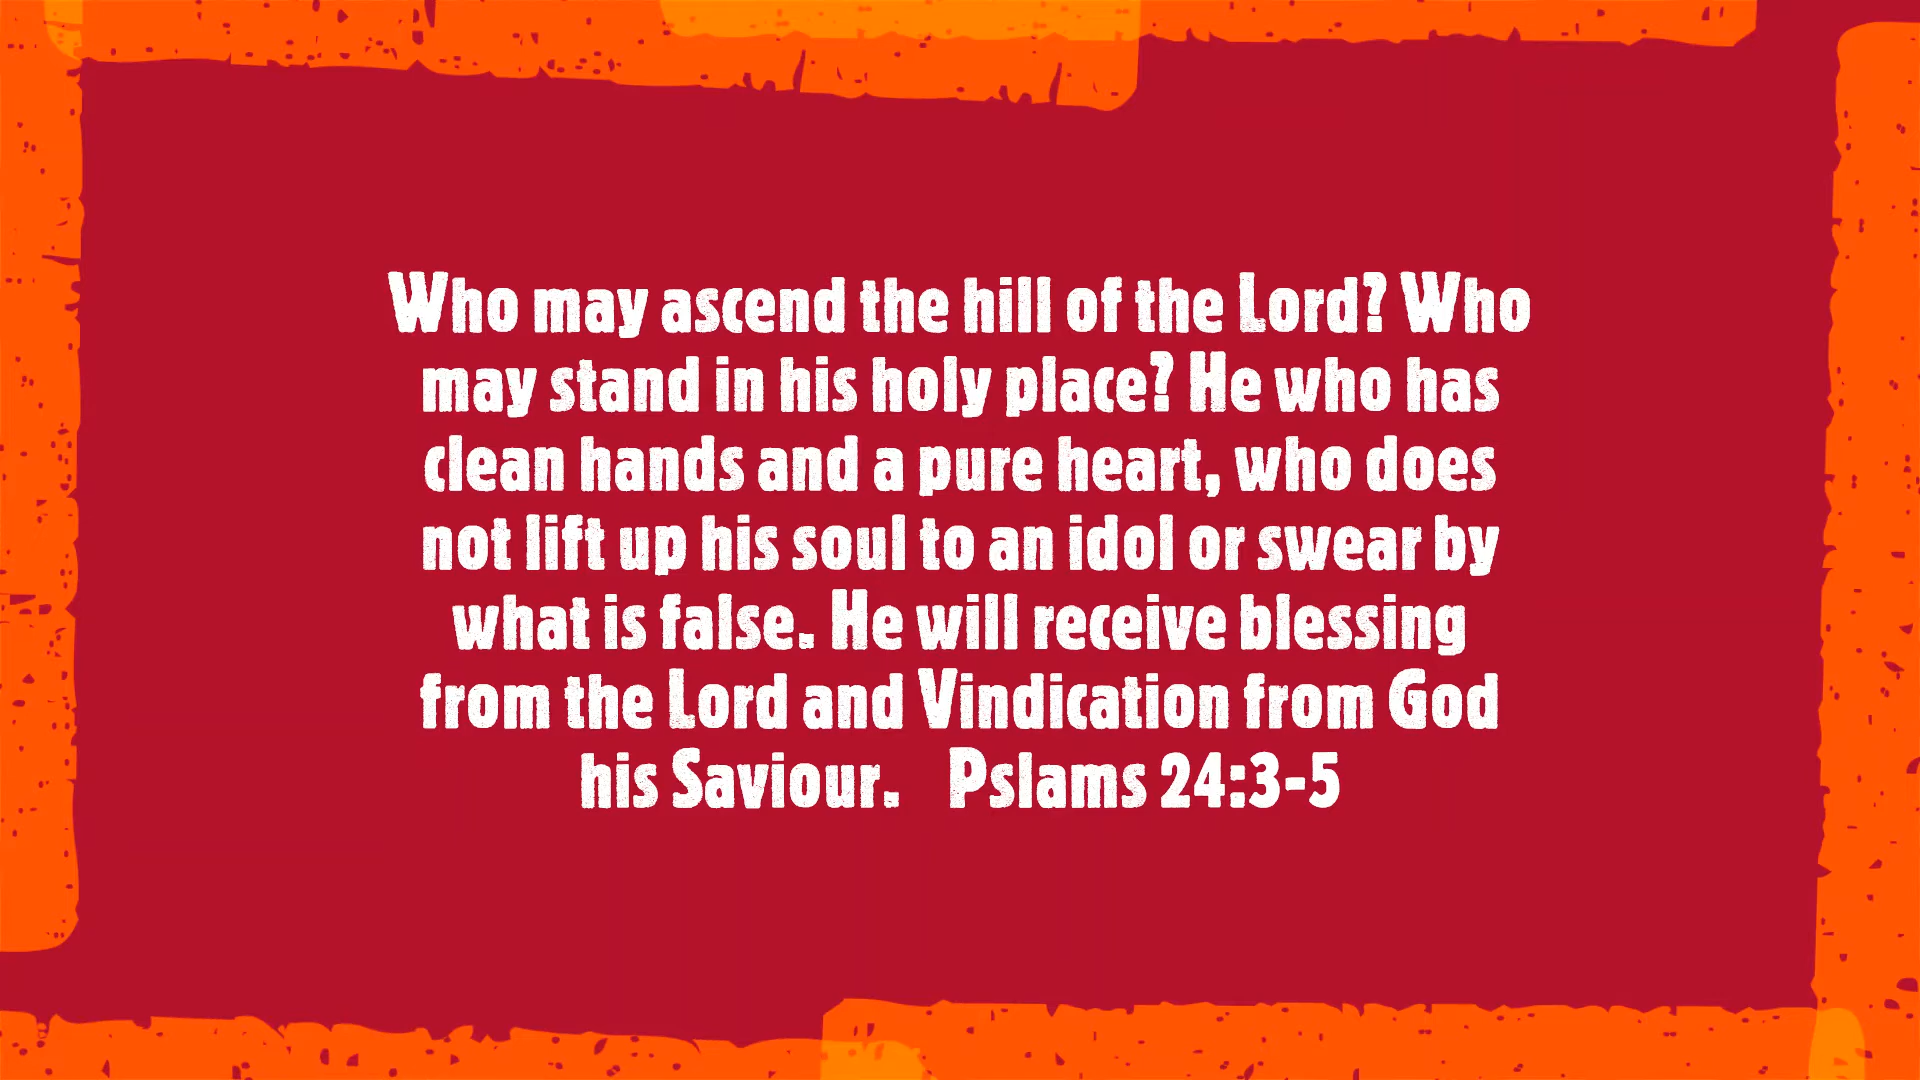 Who may ascend the hill of the Lord? Who
may stand in his holy place? He who has
clean hands and a pure heart, who does
not lift up his soul to an idol or swear by
what is false. He will receive blessing
from the Lord and Vindication from God
his Saviour.   Pslams 24:3-5